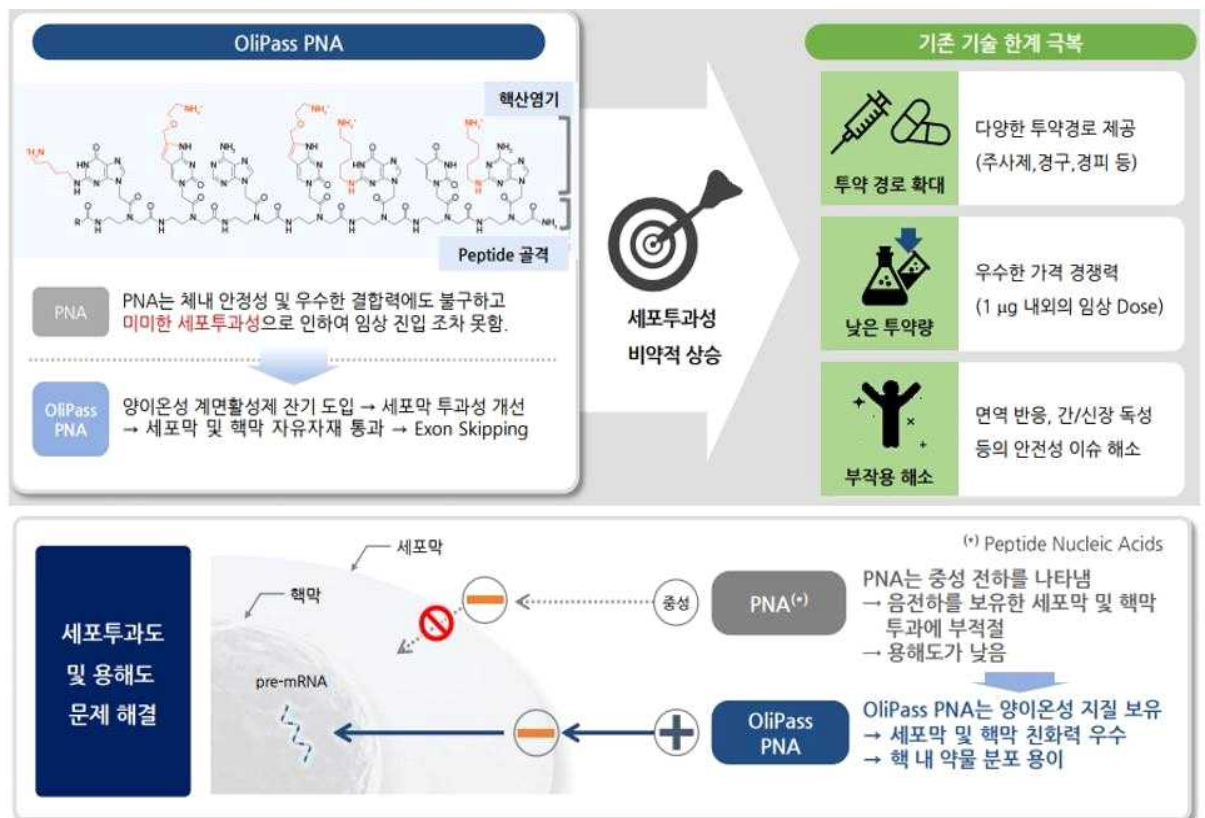 OliPass PNA
핵산염기
Peptide 골격
PNA
PNA는 체내 안정성 및 우수한 결합력에도 불구하고
미미한 세포투과성으로 인하여 임상 진입 조차 못함.
OliPass
PNA
양이온성 계면활성제 잔기 도입 → 세포막 투과성 개선
→ 세포막 및 핵막 자유자재 통과 → Exon Skipping
세포투과성
비약적 상승
기존 기술 한계 극복
투약 경로 확대
다양한 투약경로 제공
(주사제,경구,경피 등)
낮은 투약량
우수한 가격 경쟁력
(1 μg 내외의 임상 Dose)
부작용 해소
면역 반응, 간/신장 독성
등의 안전성 이슈 해소
세포투과도
및 용해도
문제 해결
세포막
핵막
pre-mRNA
중성
PNA(*)
(*) Peptide Nucleic Acids
PNA는 중성 전하를 나타냄
→ 음전하를 보유한 세포막 및 핵막
투과에 부적절
→ 용해도가 낮음
OliPass
PNA
OliPass PNA는 양이온성 지질 보유
→ 세포막 및 핵막 친화력 우수
→ 핵 내 약물 분포 용이